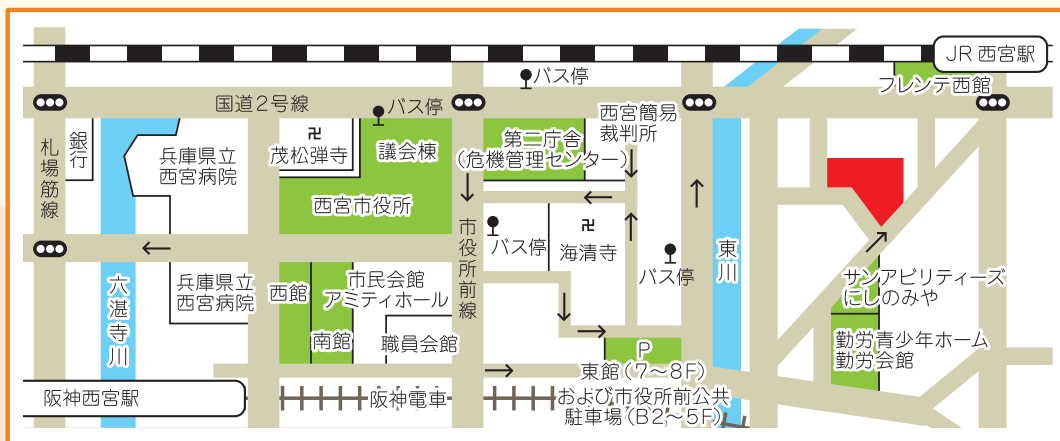 JR 西宮駅
フレンテ西館
バス停
国道2号線
バス停
西宮簡易
裁判所
銀行
札場筋線
兵庫県立
西宮病院
茂松弾寺
議会棟
第二庁舎
(危機管理センター)
西宮市役所
市役所前線
バス停
海清寺
バス停
東川
六湛寺川
兵庫県立
西宮病院
西館
市民会館
アミティホール
南館
職員会館
サンアビリティーズ
にしのみや
勤労青少年ホーム
勤労会館
P
東館(7〜8F)
および市役所前公共
駐車場(B2〜5F)
阪神西宮駅
阪神電車